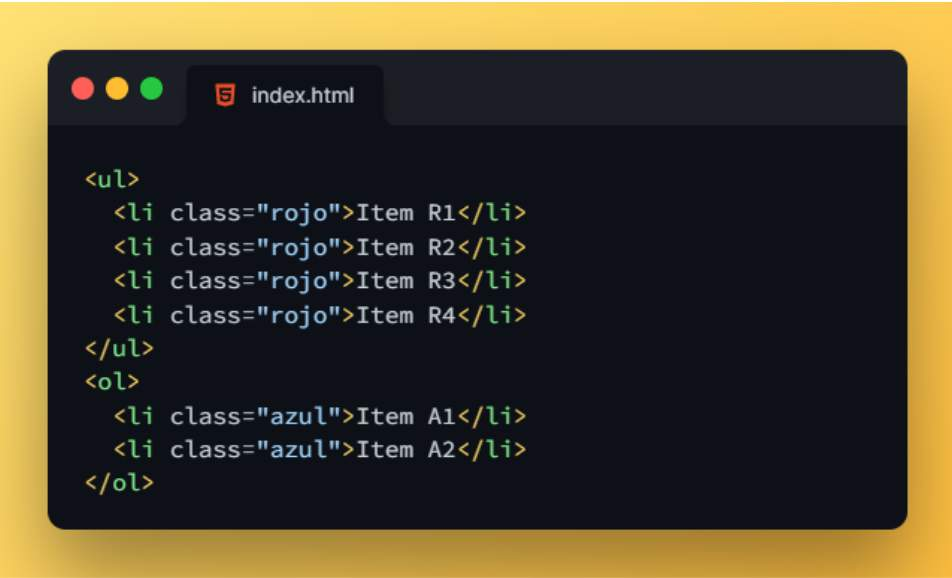 index.html
<ul>
  <li class="rojo">Item R1</li>
  <li class="rojo">Item R2</li>
  <li class="rojo">Item R3</li>
  <li class="rojo">Item R4</li>
</ul>
<ol>
  <li class="azul">Item A1</li>
  <li class="azul">Item A2</li>
</ol>